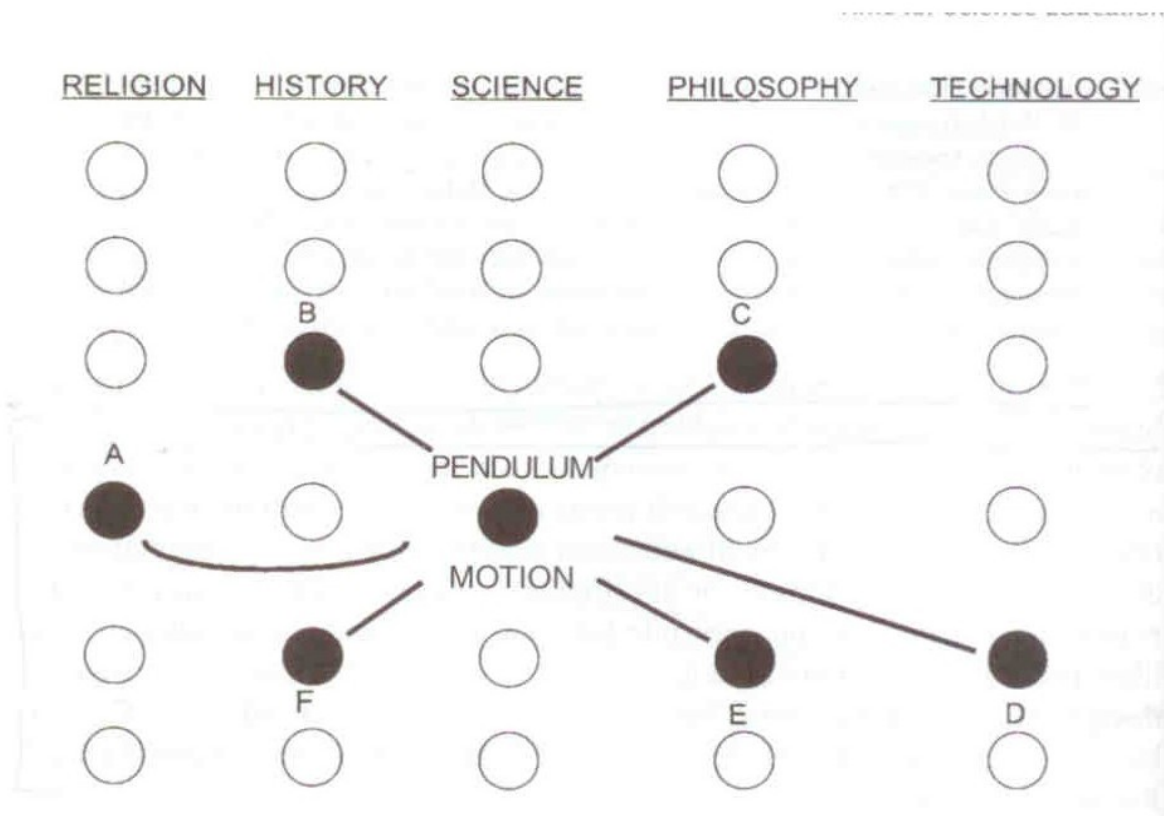 RELIGION HISTORY SCIENCE PHILOSOPHY TECHNOLOGY
B C
A
PENDULUM
MOTION
F E D